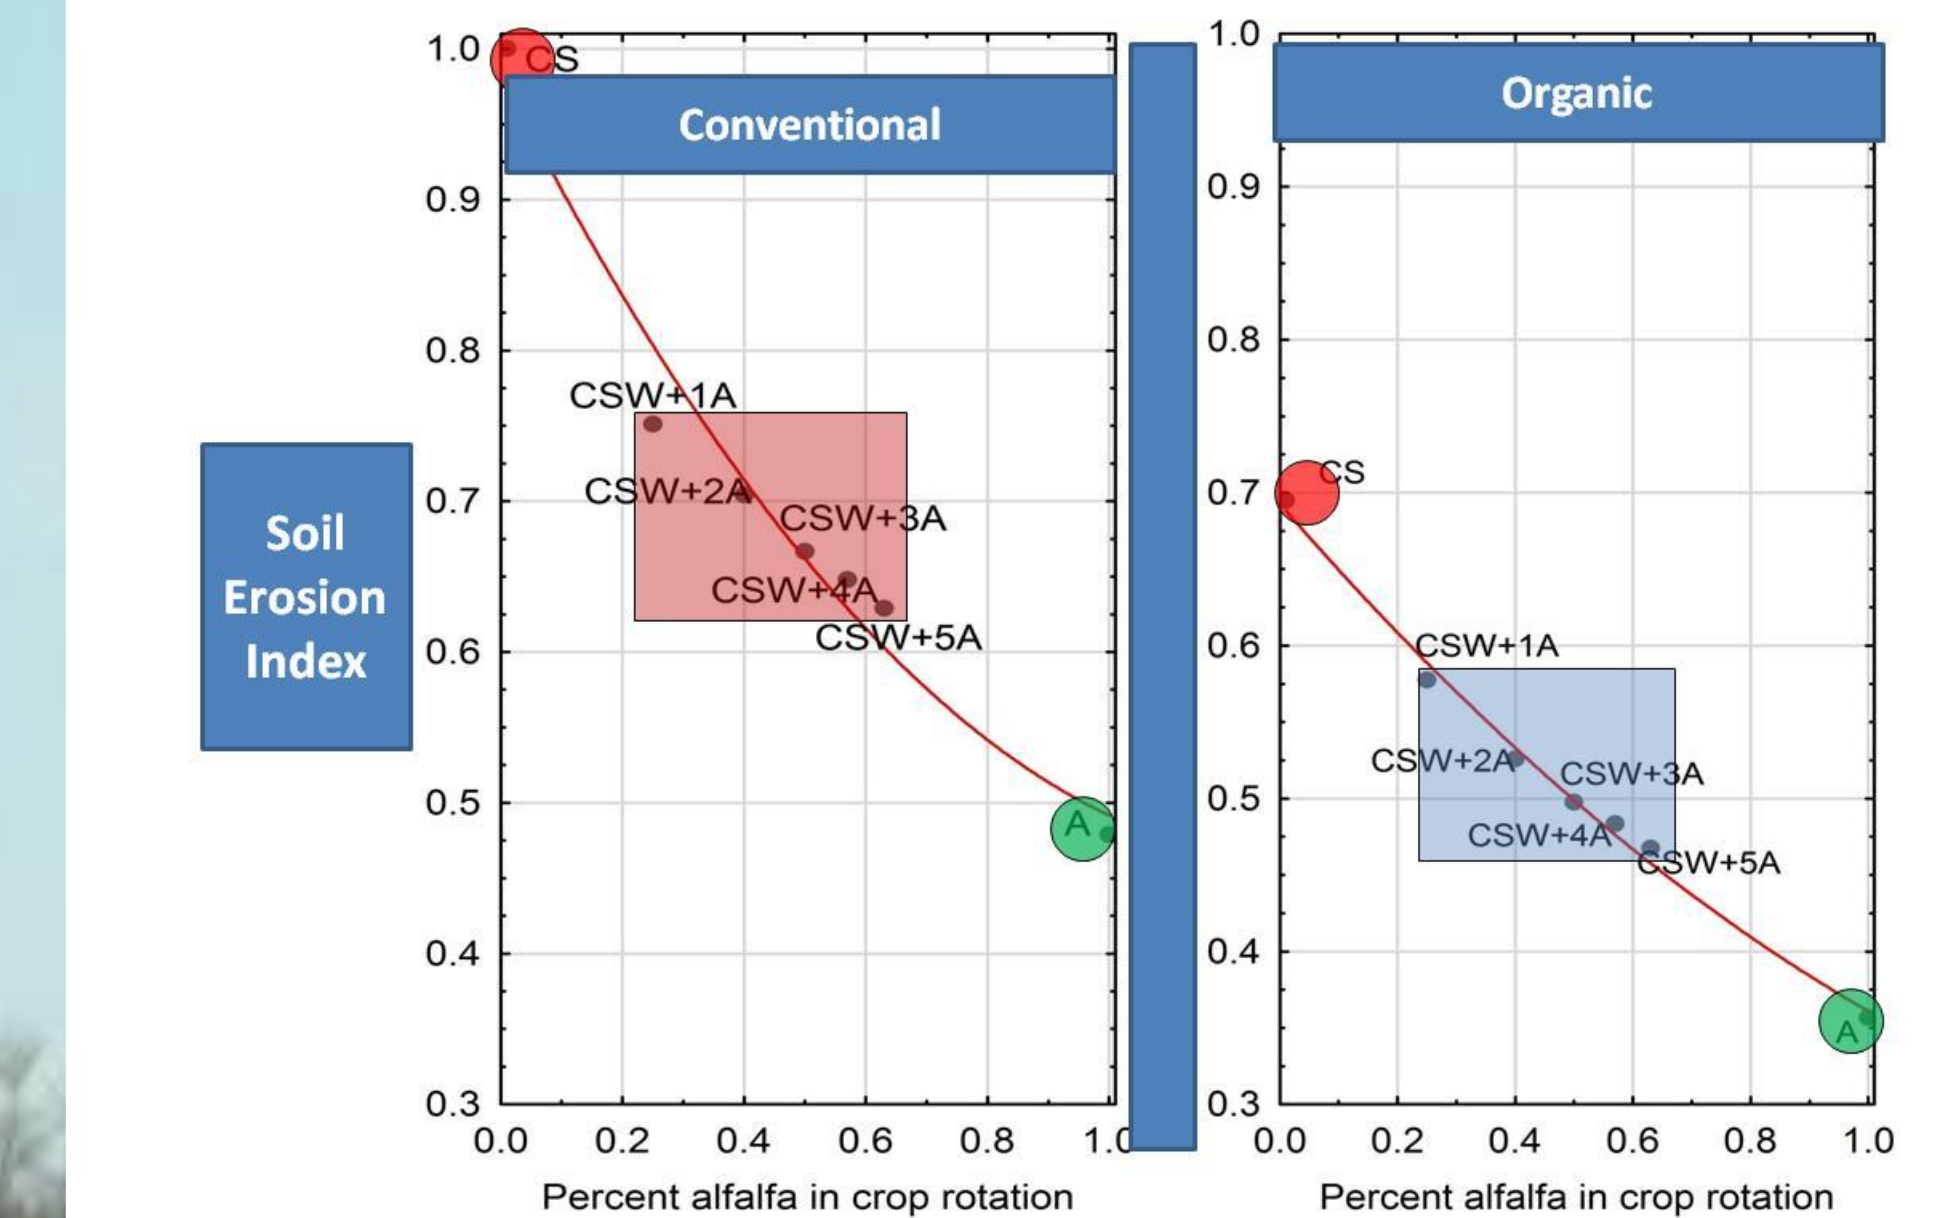 Conventional
1.0
0.9
0.8
0.7
0.6
0.5
0.4
0.3
CS
CSW+1A
CSW+2A
CSW+3A
CSW+4A
CSW+5A
A
0.0 0.2 0.4 0.6 0.8 1.0
Percent alfalfa in crop rotation
Soil
Erosion
Index
Organic
1.0
0.9
0.8
0.7
0.6
0.5
0.4
0.3
CS
CSW+1A
CSW+2A
CSW+3A
CSW+4A
CSW+5A
A
0.0 0.2 0.4 0.6 0.8 1.0
Percent alfalfa in crop rotation